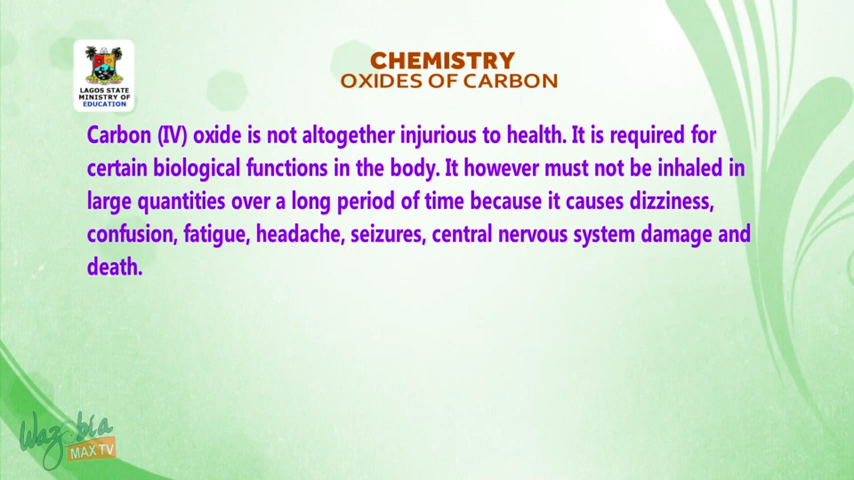 LAGOS STATE
MINISTRY OF
EDUCATION
CHEMISTRY
OXIDES OF CARBON
Carbon (IV) oxide is not altogether injurious to health. It is required for
certain biological functions in the body. It however must not be inhaled in
large quantities over a long period of time because it causes dizziness,
confusion, fatigue, headache, seizures, central nervous system damage and
death.
Wazobia
MAX TV